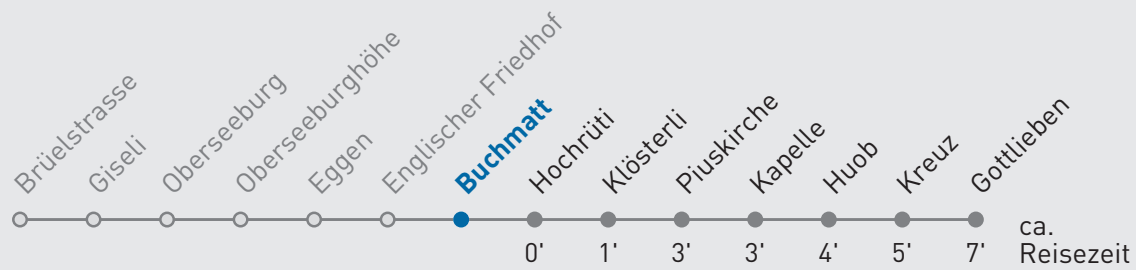 Brüelstrasse
Giseli
Oberseeburg
Oberseeburghöhe
Eggen
Englischer Friedhof
Buchmatt
Hochrüti
Klösterli
Piuskirche
Kapelle
Huob
Kreuz
Gottlieben
0' 1' 3' 3' 4' 5' 7'
ca.
Reisezeit